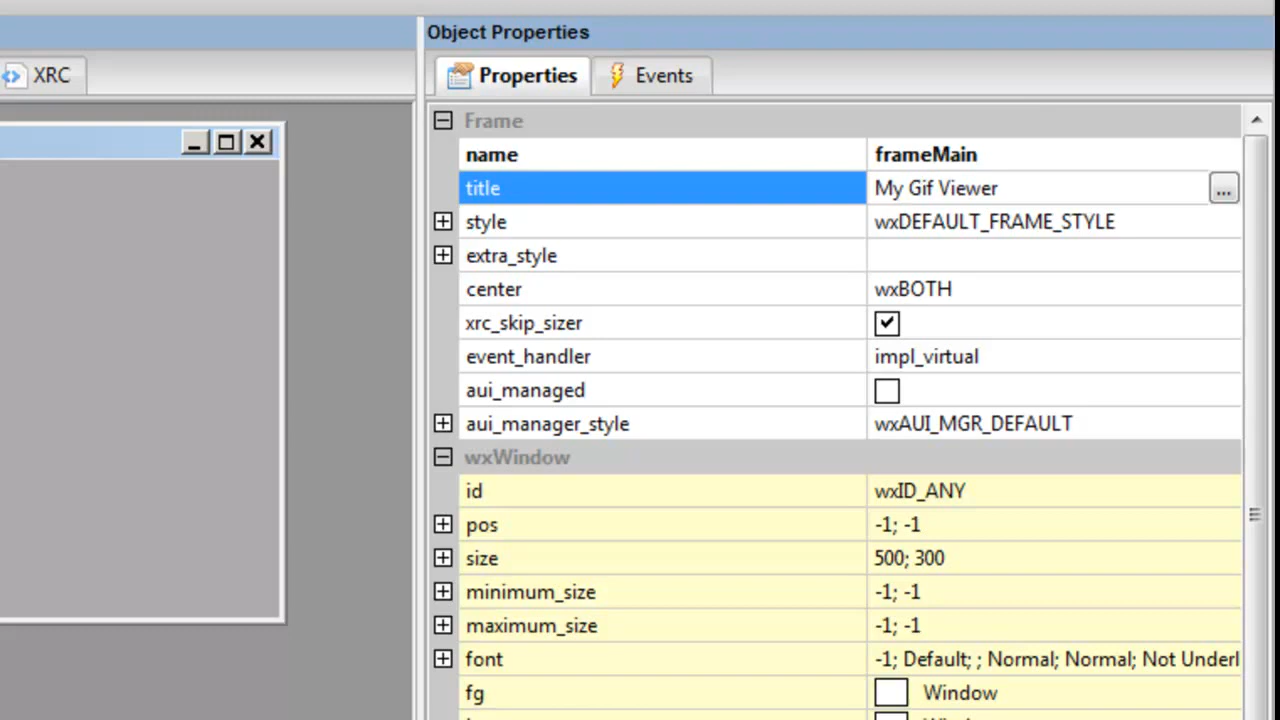 Object Properties
XRC
Properties Events
Frame
name frameMain
title My Gif Viewer ...
style wxDEFAULT_FRAME_STYLE
extra_style
center wxBOTH
xrc_skip_sizer
event_handler impl_virtual
aui_managed
aui_manager_style wxAUI_MGR_DEFAULT
wxWindow
id wxID_ANY
pos -1; -1
size 500; 300
minimum_size -1; -1
maximum_size -1; -1
font -1; Default; ; Normal; Normal; Not Underl
fg Window